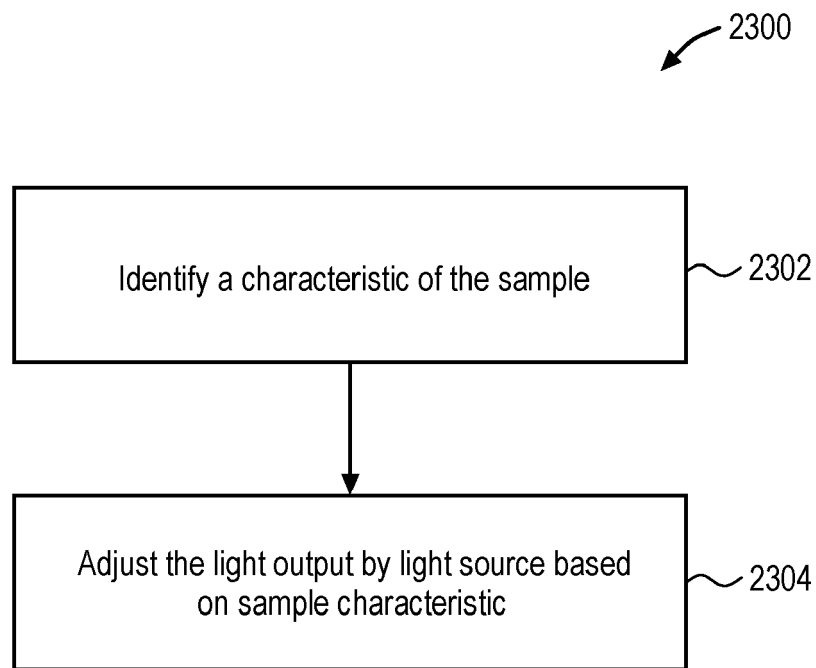 2300
Identify a characteristic of the sample
2302
Adjust the light output by light source based
on sample characteristic
2304